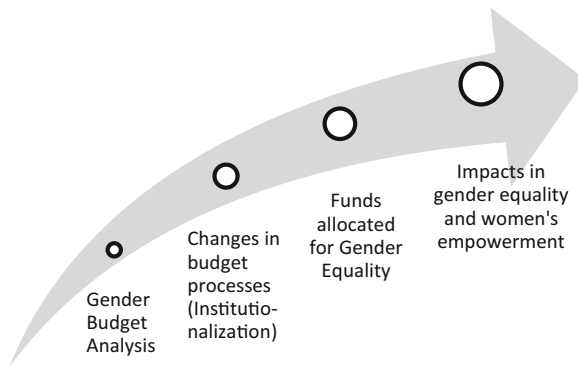 Gender
Budget
Analysis
Changes in
budget
processes
(Institutio-
nalization)
Funds
allocated
for Gender
Equality
Impacts in
gender equality
and women's
empowerment